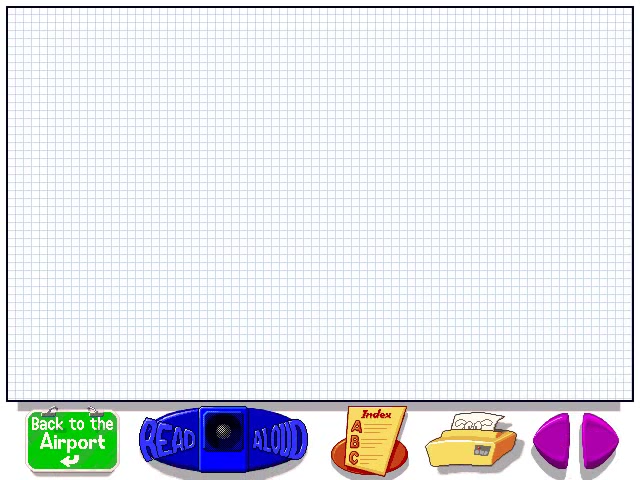 Back to the
Airport
READ ALOUD
Index
A
B
C